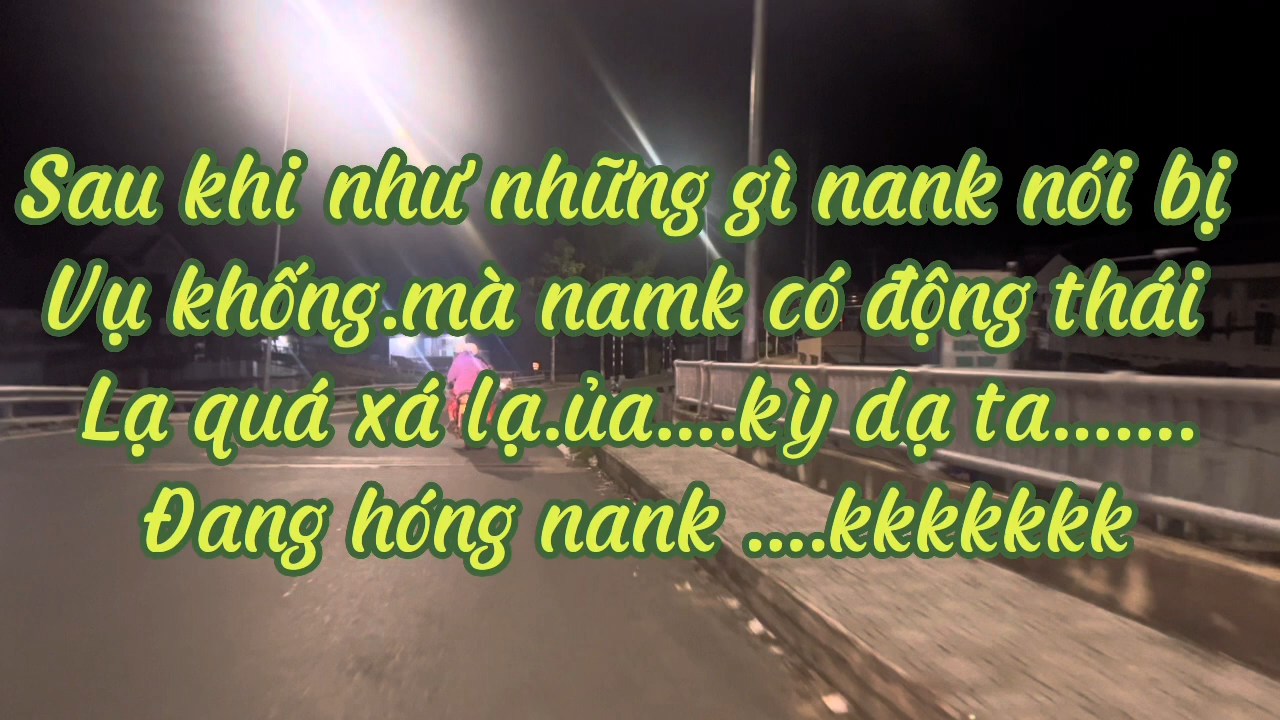 Sau khi như những gì nank nói bị
Vụ khống.mà namk có động thái
Lạ quá xá lạ.ủa....kỳ dạ ta.......
Đang hóng nank ....kkkkkkk